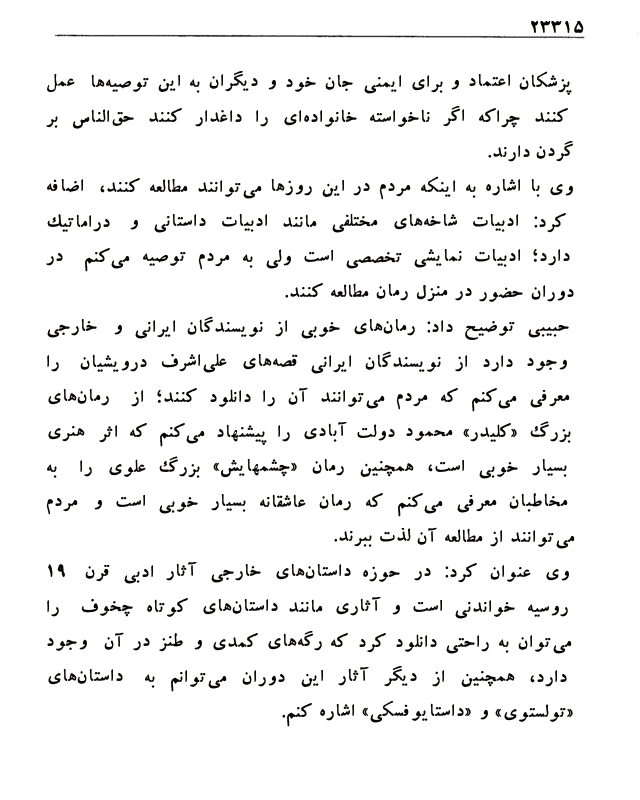 ۲۳۳۱۵
پزشکان اعتماد و برای ایمنی جان خود و دیگران به این توصیه‌ها عمل
کنند چراکه اگر ناخواسته خانواده‌ای را داغدار کنند حق‌الناس بر
گردن دارند.
وی با اشاره به اینکه مردم در این روزها می‌توانند مطالعه کنند، اضافه
کرد: ادبیات شاخه‌های مختلفی مانند ادبیات داستانی و دراماتیك
دارد؛ ادبیات نمایشی تخصصی است ولی به مردم توصیه می‌کنم در
دوران حضور در منزل رمان مطالعه کنند.
حبیبی توضیح داد: رمان‌های خوبی از نویسندگان ایرانی و خارجی
وجود دارد از نویسندگان ایرانی قصه‌های علی‌اشرف درویشیان را
معرفی می‌کنم که مردم می‌توانند آن را دانلود کنند؛ از رمان‌های
بزرگ «کلیدر» محمود دولت آبادی را پیشنهاد می‌کنم که اثر هنری
بسیار خوبی است، همچنین رمان «چشمهایش» بزرگ علوی را به
مخاطبان معرفی می‌کنم که رمان عاشقانه بسیار خوبی است و مردم
می‌توانند از مطالعه آن لذت ببرند.
وی عنوان کرد: در حوزه داستان‌های خارجی آثار ادبی قرن ۱۹
روسیه خواندنی است و آثاری مانند داستان‌های کوتاه چخوف را
می‌توان به راحتی دانلود کرد که رگه‌های کمدی و طنز در آن وجود
دارد، همچنین از دیگر آثار این دوران می‌توانم به داستان‌های
«تولستوی» و «داستایوفسکی» اشاره کنم.